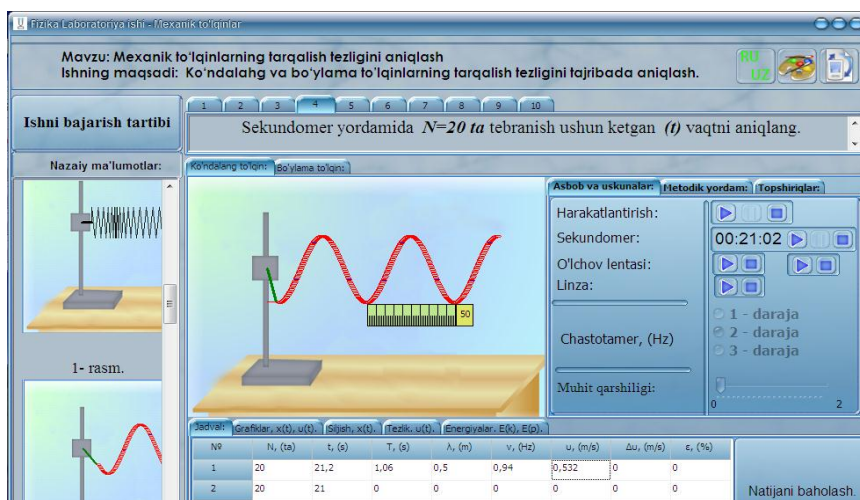 Fizika Laboratoriya ishi - Mexanik to'lqinlar
Mavzu: Mexanik to'lqinlarning tarqalish tezligini aniqlash
Ishning maqsadi: Ko'ndalahg va bo'ylama to'lqinlarning tarqalish tezligini tajribada aniqlash.
RU
UZ
Ishni bajarish tartibi
1 2 3 4 5 6 7 8 9 10
Sekundomer yordamida N=20 ta tebranish ushun ketgan (t) vaqtni aniqlang.
Nazaiy ma'lumotlar:
Ko'ndalang to'lqin: Bo'ylama to'lqin:
Asbob va uskunalar: Metodik yordam: Topshiriqlar:
Harakatlantirish:
Sekundomer: 00:21:02
O'lchov lentasi:
Linza:
50
1 - daraja
Chastotamer, (Hz) 2 - daraja
3 - daraja
1- rasm.
Muhit qarshiligi:
0 2
Jadval: Grafiklar, x(t), u(t). Siljish, x(t). Tezlik. u(t). Energiyalar. E(k), E(p).
Nº N, (ta) t, (s) T, (s) λ, (m) ν, (Hz) u, (m/s) Δu, (m/s) ε, (%)
1 20 21,2 1,06 0,5 0,94 0,532 0 0
2 20 21 0 0 0 0 0 0
Natijani baholash.